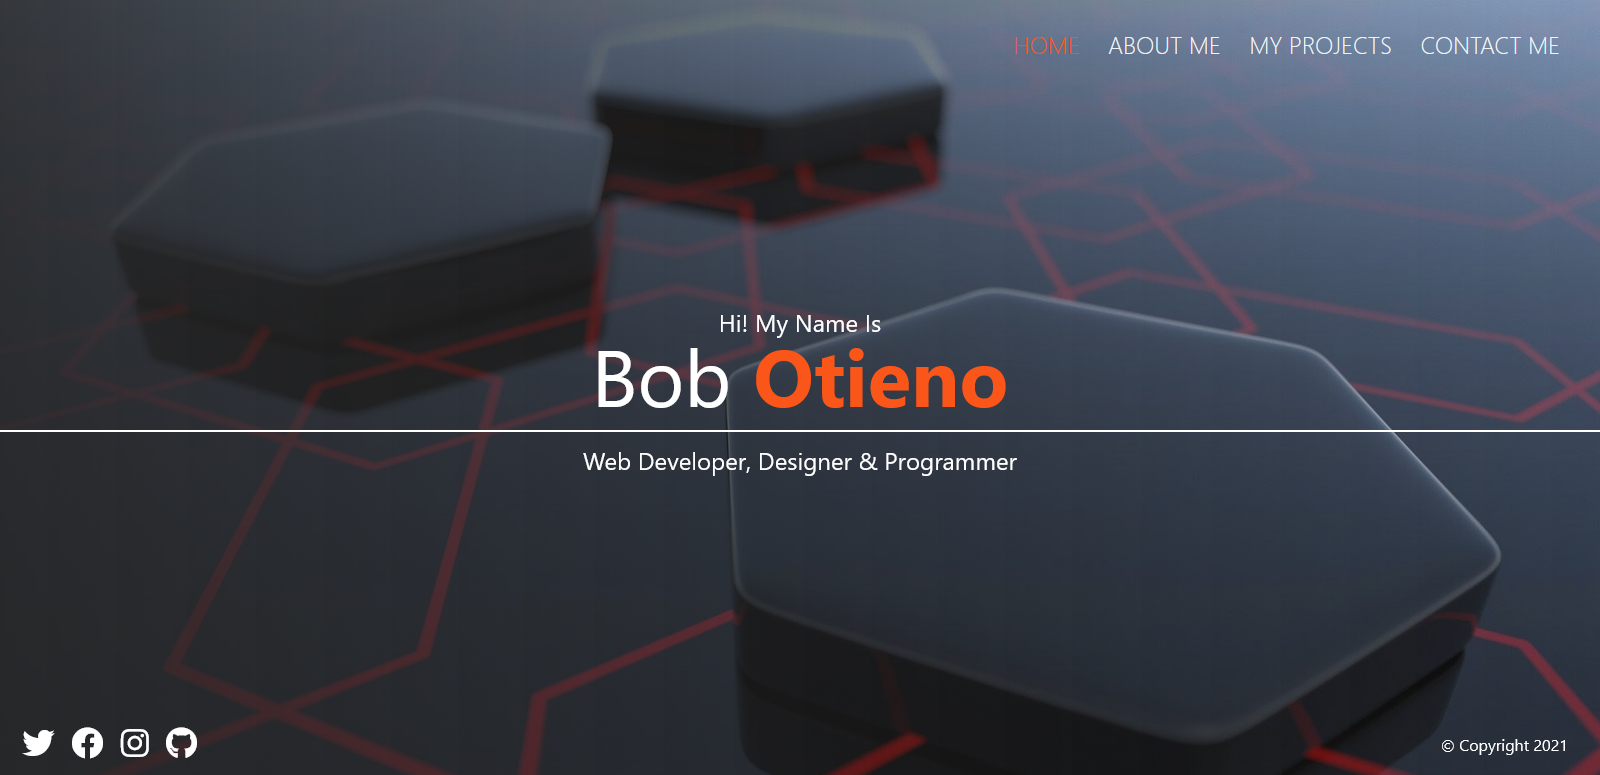 HOME ABOUT ME MY PROJECTS CONTACT ME
Hi! My Name Is
Bob Otieno
Web Developer, Designer & Programmer
© Copyright 2021